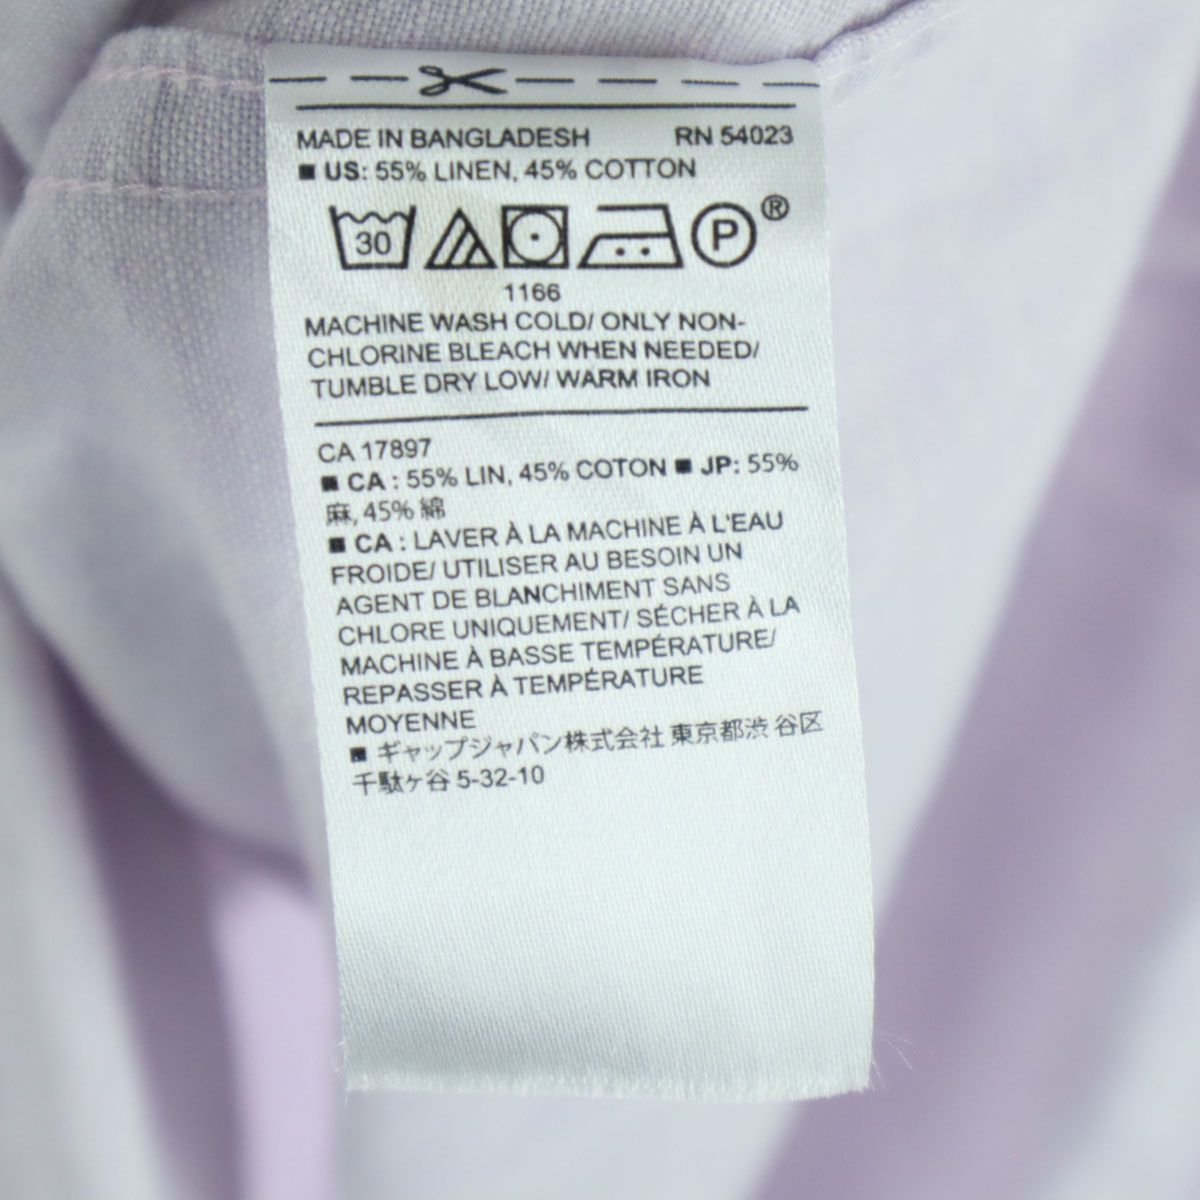 MADE IN BANGLADESH RN 54023
■ US: 55% LINEN, 45% COTTON
30 P ®
1166
MACHINE WASH COLD/ ONLY NON-
CHLORINE BLEACH WHEN NEEDED/
TUMBLE DRY LOW/ WARM IRON
CA 17897
■ CA : 55% LIN, 45% COTON ■ JP: 55%
麻, 45% 綿
■ CA : LAVER À LA MACHINE À L'EAU
FROIDE/ UTILISER AU BESOIN UN
AGENT DE BLANCHIMENT SANS
CHLORE UNIQUEMENT/ SÉCHER À LA
MACHINE À BASSE TEMPÉRATURE/
REPASSER À TEMPÉRATURE
MOYENNE
■ ギャップジャパン株式会社 東京都渋 谷区
千駄ヶ谷 5-32-10